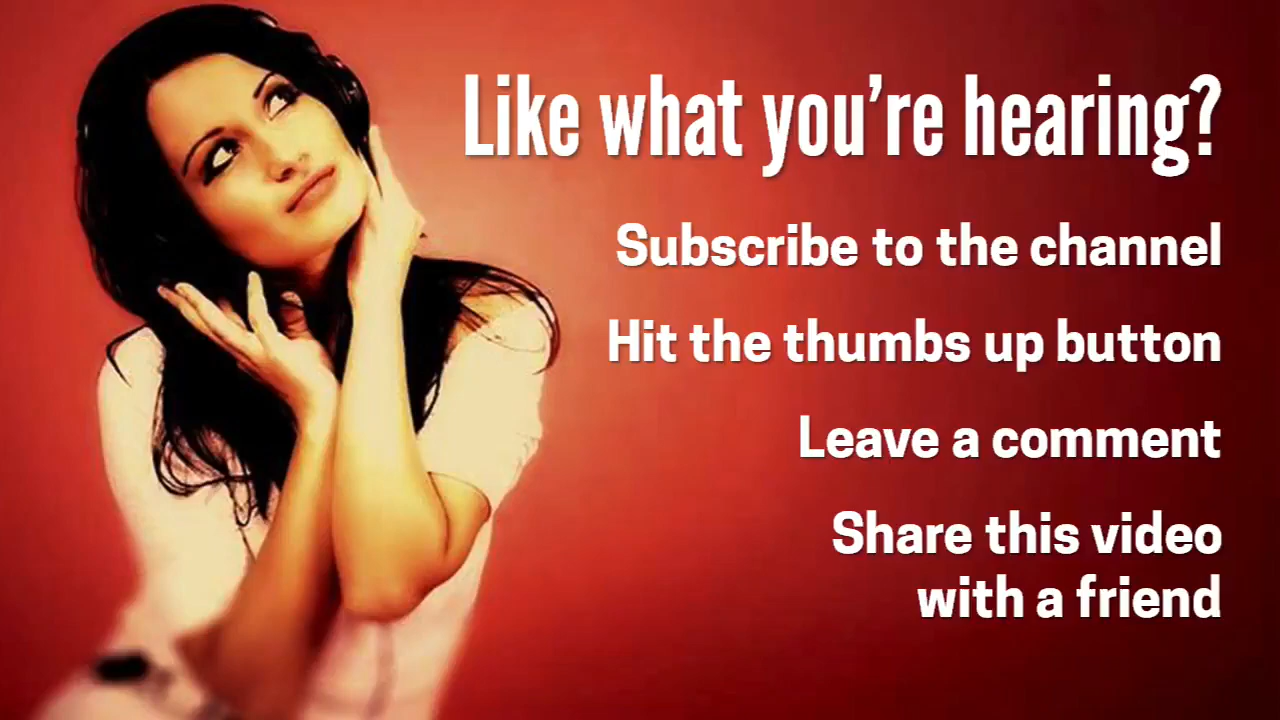 Like what you’re hearing?
Subscribe to the channel
Hit the thumbs up button
Leave a comment
Share this video
with a friend